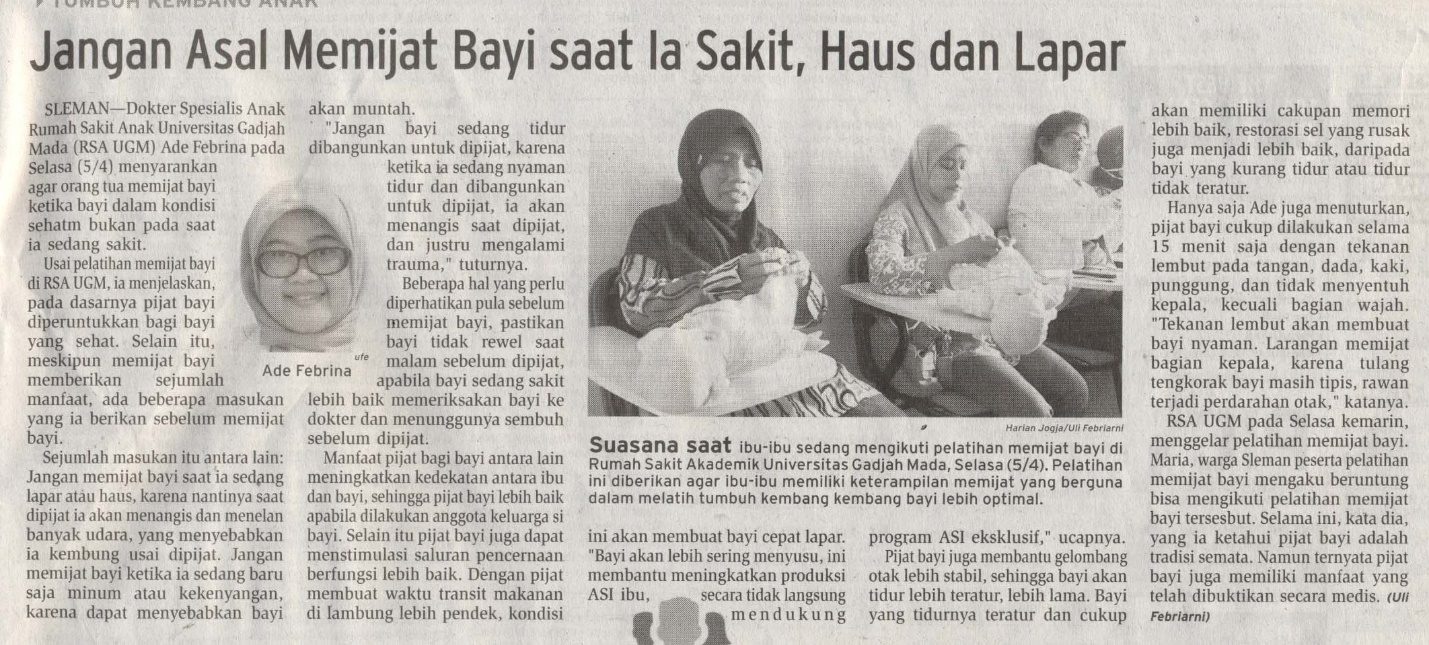 TUMBUH KEMBANG ANAK
Jangan Asal Memijat Bayi saat Ia Sakit, Haus dan Lapar
SLEMAN—Dokter Spesialis Anak
Rumah Sakit Anak Universitas Gadjah
Mada (RSA UGM) Ade Febrina pada
Selasa (5/4) menyarankan
agar orang tua memijat bayi
ketika bayi dalam kondisi
sehatm bukan pada saat
ia sedang sakit.
Usai pelatihan memijat bayi
di RSA UGM, ia menjelaskan,
pada dasarnya pijat bayi
diperuntukkan bagi bayi
yang sehat. Selain itu,
meskipun memijat bayi
memberikan sejumlah
manfaat, ada beberapa masukan
yang ia berikan sebelum memijat
bayi.
Sejumlah masukan itu antara lain:
Jangan memijat bayi saat ia sedang
lapar atau haus, karena nantinya saat
dipijat ia akan menangis dan menelan
banyak udara, yang menyebabkan
ia kembung usai dipijat. Jangan
memijat bayi ketika ia sedang baru
saja minum atau kekenyangan,
karena dapat menyebabkan bayi
ufe
Ade Febrina
akan muntah.
"Jangan bayi sedang tidur
dibangunkan untuk dipijat, karena
ketika ia sedang nyaman
tidur dan dibangunkan
untuk dipijat, ia akan
menangis saat dipijat,
dan justru mengalami
trauma," tuturnya.
Beberapa hal yang perlu
diperhatikan pula sebelum
memijat bayi, pastikan
bayi tidak rewel saat
malam sebelum dipijat,
apabila bayi sedang sakit
lebih baik memeriksakan bayi ke
dokter dan menunggunya sembuh
sebelum dipijat.
Manfaat pijat bagi bayi antara lain
meningkatkan kedekatan antara ibu
dan bayi, sehingga pijat bayi lebih baik
apabila dilakukan anggota keluarga si
bayi. Selain itu pijat bayi juga dapat
menstimulasi saluran pencernaan
berfungsi lebih baik. Dengan pijat
membuat waktu transit makanan
di lambung lebih pendek, kondisi
Harian Jogja/Uli Febriarni
Suasana saat ibu-ibu sedang mengikuti pelatihan memijat bayi di
Rumah Sakit Akademik Universitas Gadjah Mada, Selasa (5/4). Pelatihan
ini diberikan agar ibu-ibu memiliki keterampilan memijat yang berguna
dalam melatih tumbuh kembang kembang bayi lebih optimal.
ini akan membuat bayi cepat lapar.
"Bayi akan lebih sering menyusu, ini
membantu meningkatkan produksi
ASI ibu, secara tidak langsung
mendukung
program ASI eksklusif," ucapnya.
Pijat bayi juga membantu gelombang
otak lebih stabil, sehingga bayi akan
tidur lebih teratur, lebih lama. Bayi
yang tidurnya teratur dan cukup
akan memiliki cakupan memori
lebih baik, restorasi sel yang rusak
juga menjadi lebih baik, daripada
bayi yang kurang tidur atau tidur
tidak teratur.
Hanya saja Ade juga menuturkan,
pijat bayi cukup dilakukan selama
15 menit saja dengan tekanan
lembut pada tangan, dada, kaki,
punggung, dan tidak menyentuh
kepala, kecuali bagian wajah.
"Tekanan lembut akan membuat
bayi nyaman. Larangan memijat
bagian kepala, karena tulang
tengkorak bayi masih tipis, rawan
terjadi perdarahan otak," katanya.
RSA UGM pada Selasa kemarin,
menggelar pelatihan memijat bayi.
Maria, warga Sleman peserta pelatihan
memijat bayi mengaku beruntung
bisa mengikuti pelatihan memijat
bayi tersesbut. Selama ini, kata dia,
yang ia ketahui pijat bayi adalah
tradisi semata. Namun ternyata pijat
bayi juga memiliki manfaat yang
telah dibuktikan secara medis. (Uli
Febriarni)